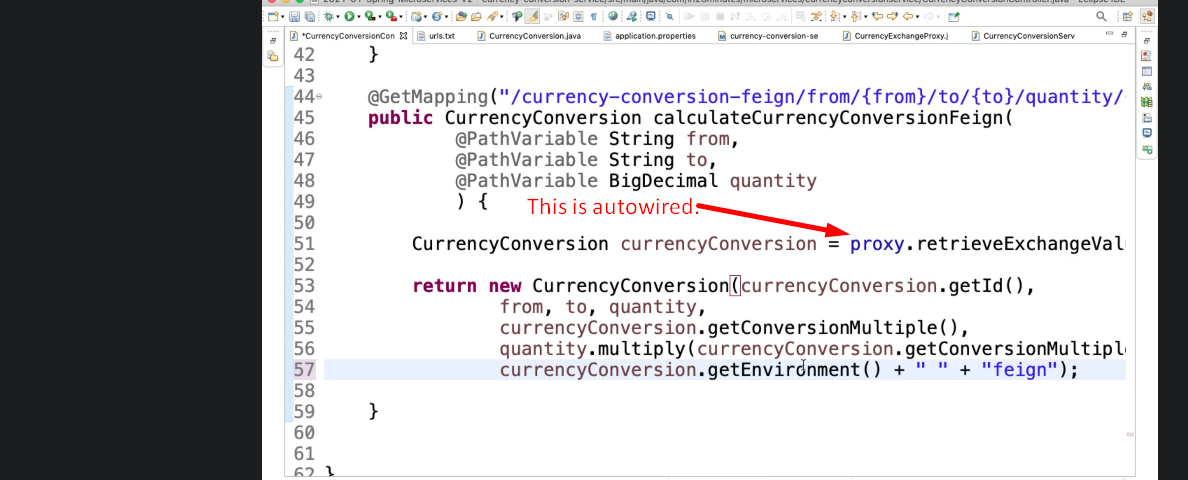 *CurrencyConversionCon urls.txt CurrencyConversion.java application.properties currency-conversion-se CurrencyExchangeProxy.j CurrencyConversionServ
42 }
43
44 @GetMapping("/currency-conversion-feign/from/{from}/to/{to}/quantity/
45 public CurrencyConversion calculateCurrencyConversionFeign(
46 @PathVariable String from,
47 @PathVariable String to,
48 @PathVariable BigDecimal quantity
49 ) {
This is autowired.
50
51 CurrencyConversion currencyConversion = proxy.retrieveExchangeVal
52
53 return new CurrencyConversion(currencyConversion.getId(),
54 from, to, quantity,
55 currencyConversion.getConversionMultiple(),
56 quantity.multiply(currencyConversion.getConversionMultipl
57 currencyConversion.getEnvironment() + " " + "feign");
58
59 }
60
61
62 }